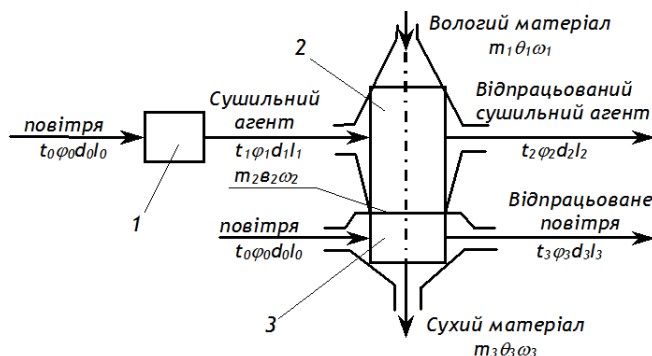 Вологий матеріал
m₁θ₁ω₁
2
Сушильний
агент
Відпрацьований
сушильний агент
повітря
t₀φ₀d₀I₀
t₁φ₁d₁I₁
t₂φ₂d₂I₂
1
m₂в₂ω₂
повітря
t₀φ₀d₀I₀
Відпрацьоване
повітря
t₃φ₃d₃I₃
3
Сухий матеріал
m₃θ₃ω₃